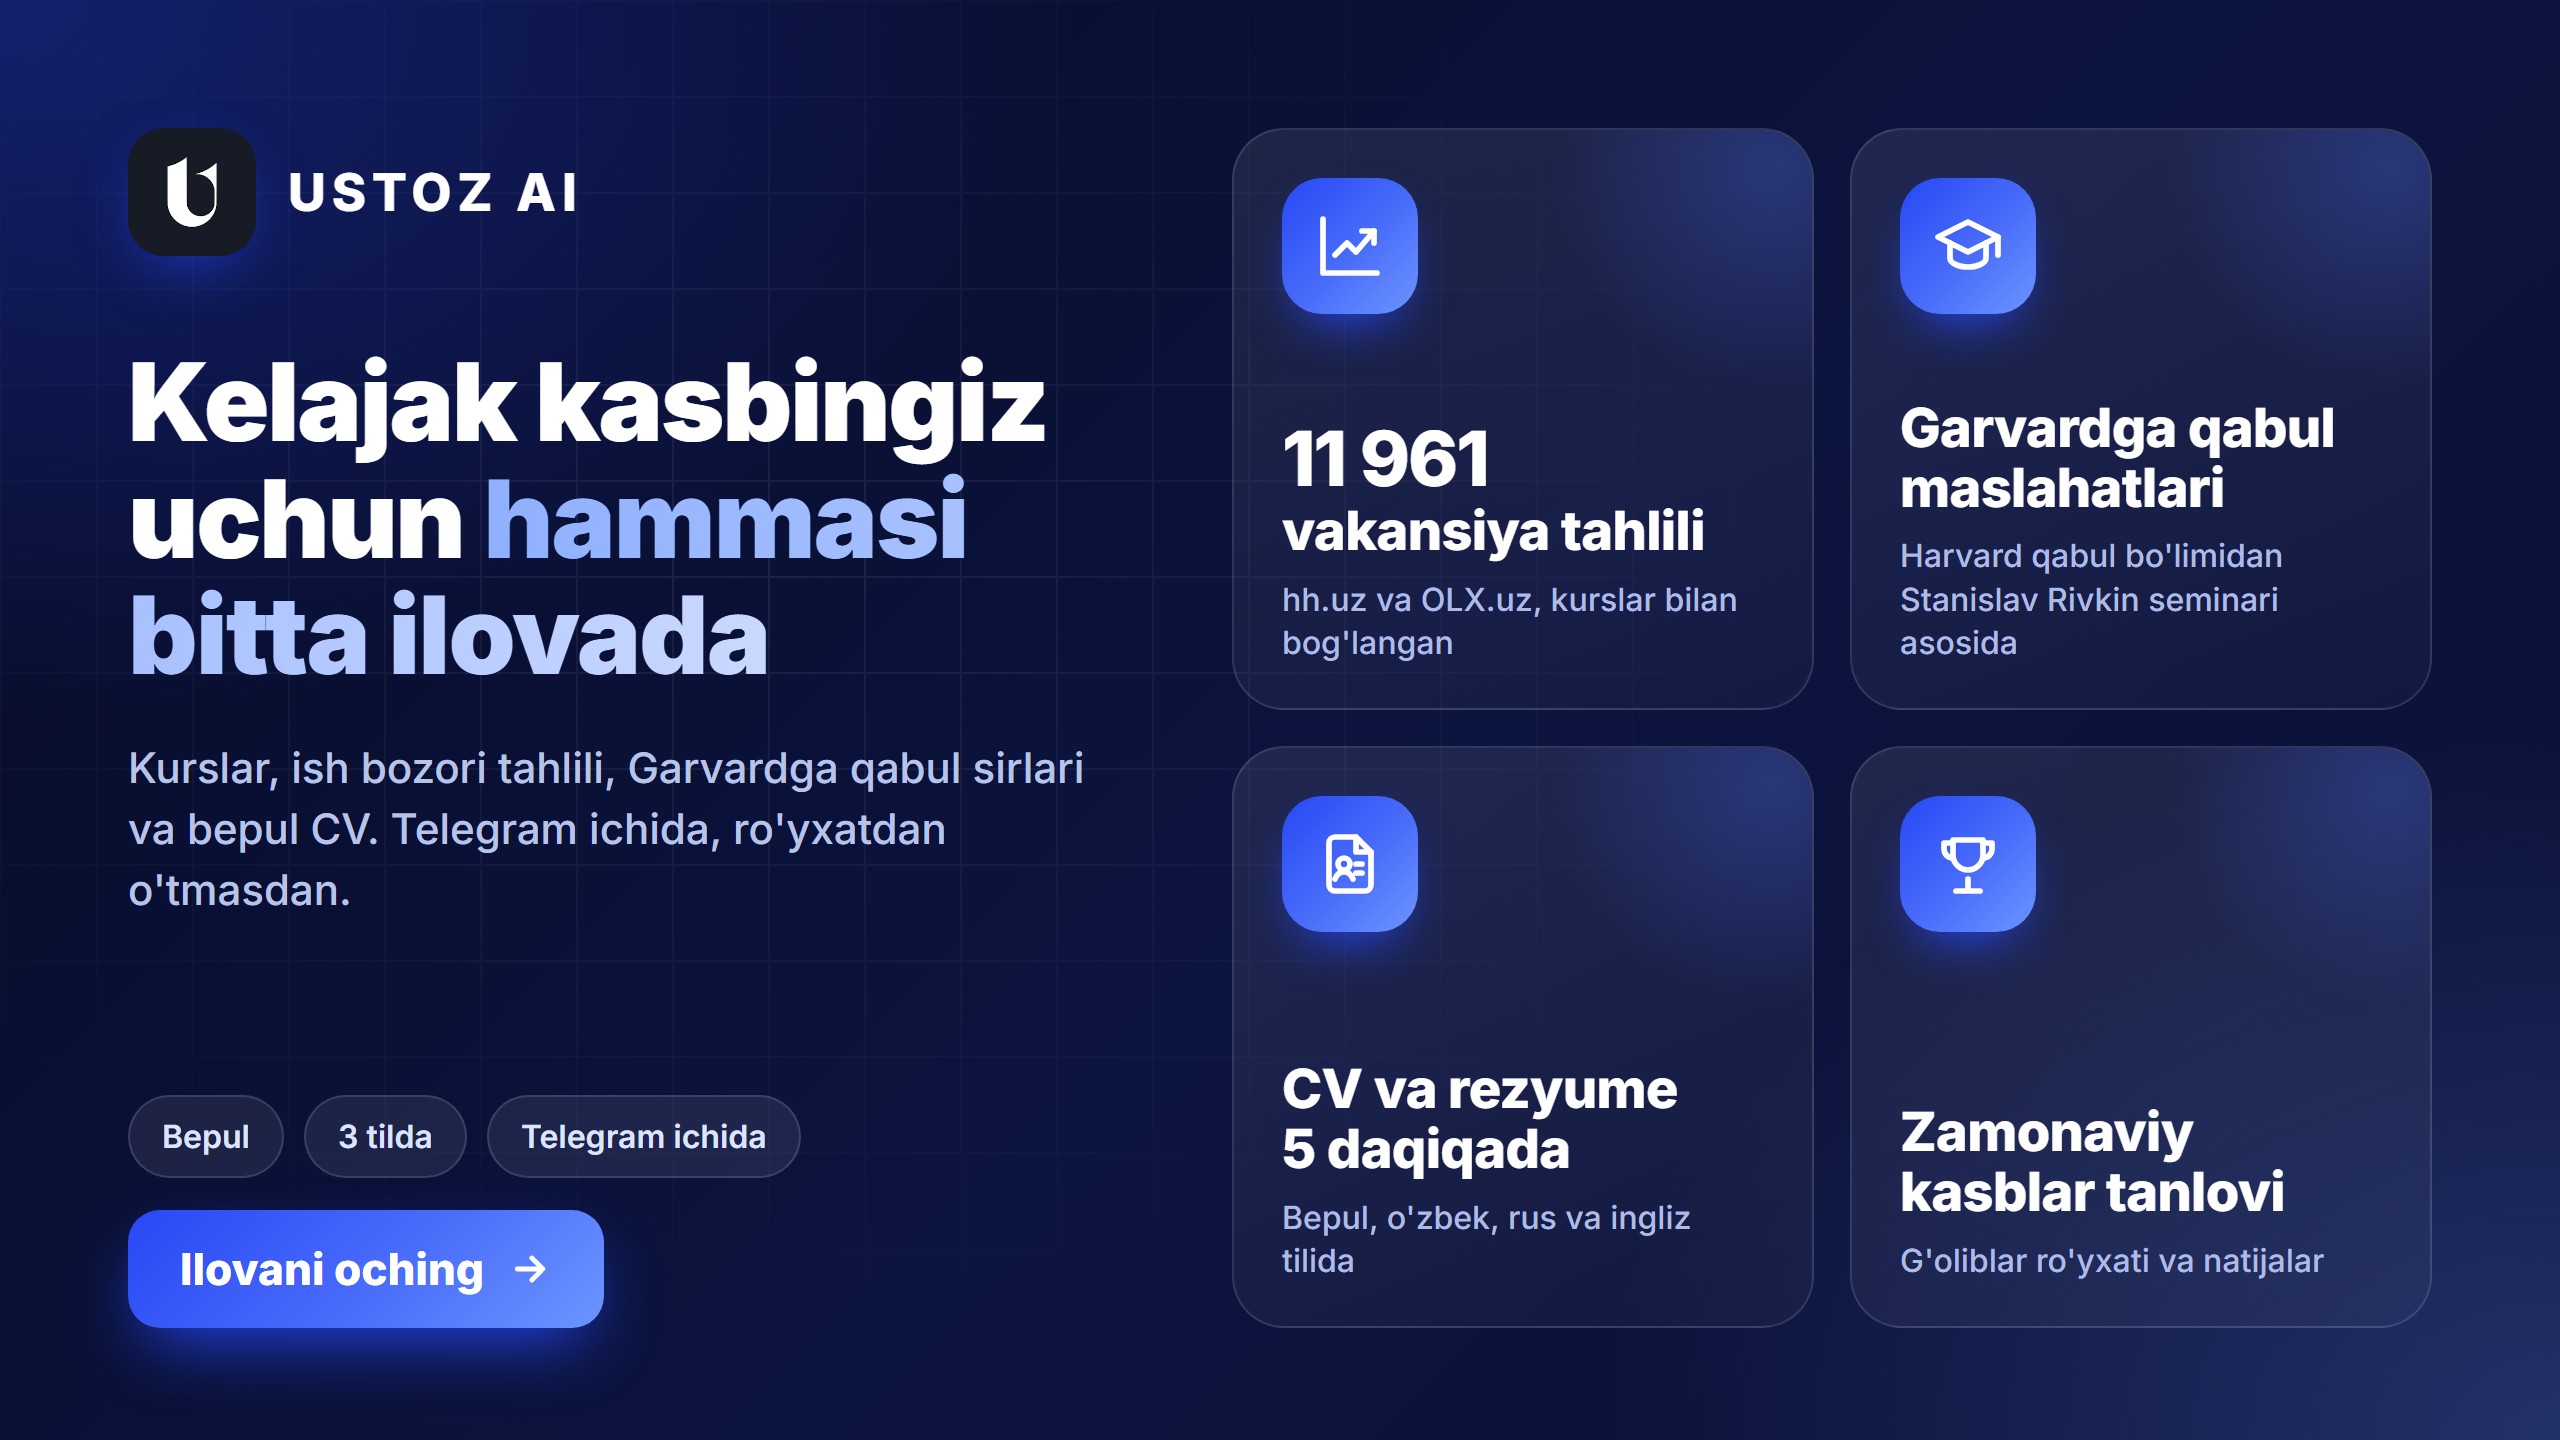 USTOZ AI
Kelajak kasbingiz
uchun hammasi
bitta ilovada
Kurslar, ish bozori tahlili, Garvardga qabul sirlari
va bepul CV. Telegram ichida, ro'yxatdan
o'tmasdan.
Bepul
3 tilda
Telegram ichida
Ilovani oching
11 961
vakansiya tahlili
hh.uz va OLX.uz, kurslar bilan
bog'langan
Garvardga qabul
maslahatlari
Harvard qabul bo'limidan
Stanislav Rivkin seminari
asosida
CV va rezyume
5 daqiqada
Bepul, o'zbek, rus va ingliz
tilida
Zamonaviy
kasblar tanlovi
G'oliblar ro'yxati va natijalar